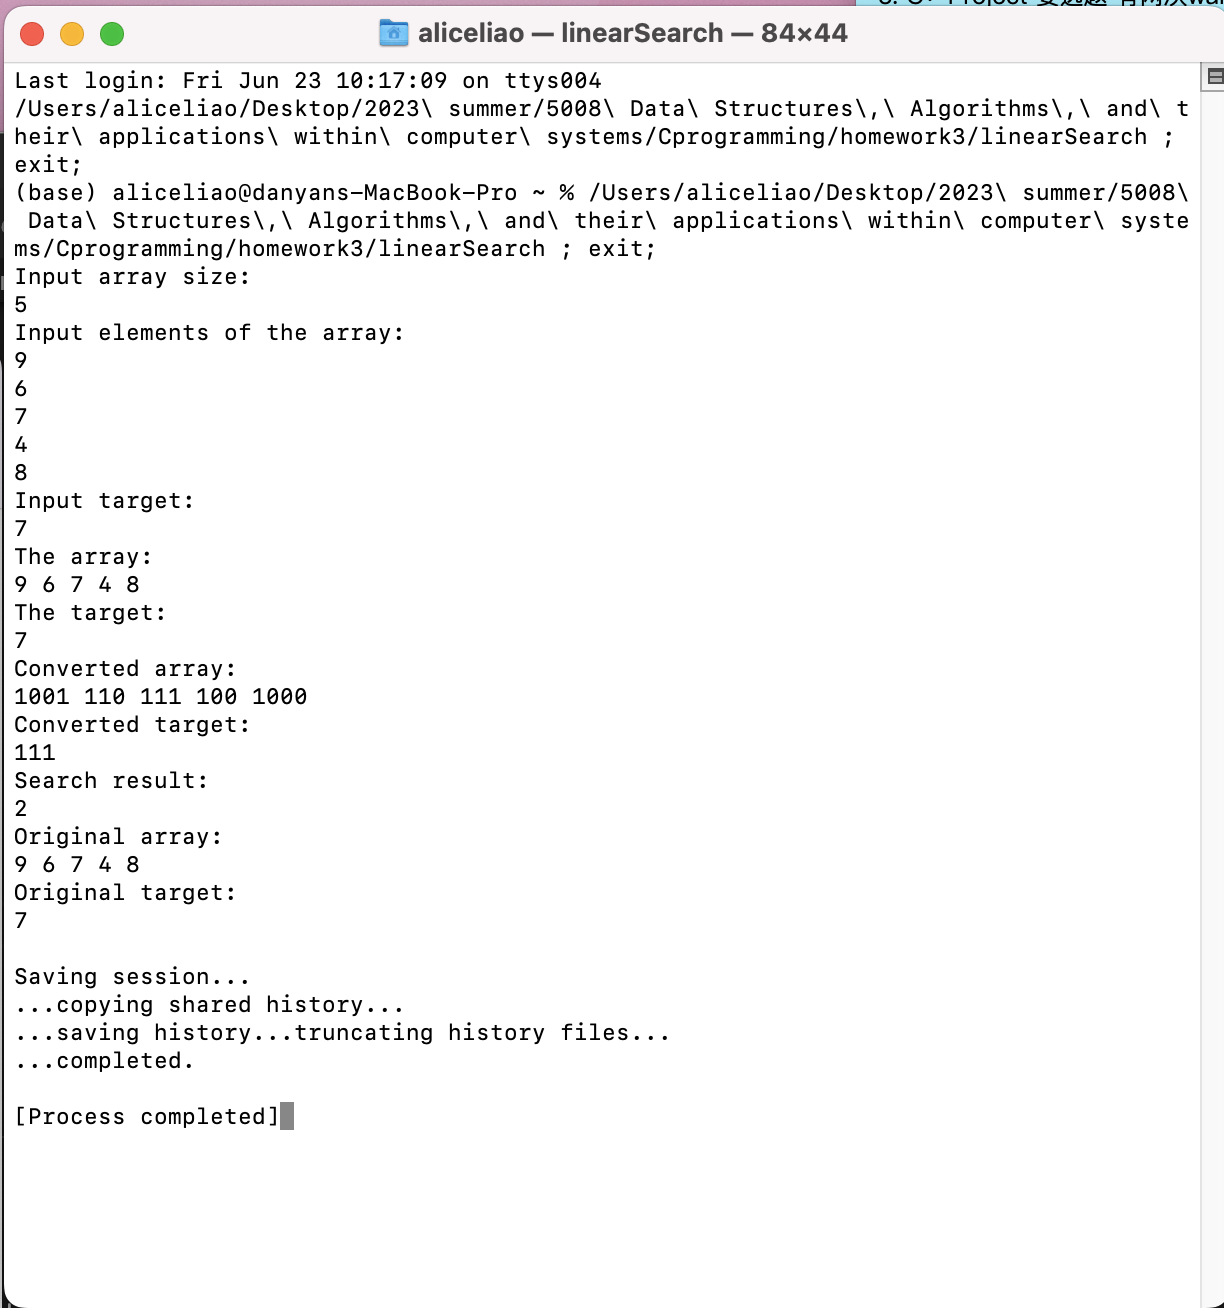 aliceliao — linearSearch — 84×44
Last login: Fri Jun 23 10:17:09 on ttys004
/Users/aliceliao/Desktop/2023\ summer/5008\ Data\ Structures\,\ Algorithms\,\ and\ t
heir\ applications\ within\ computer\ systems/Cprogramming/homework3/linearSearch ;
exit;
(base) aliceliao@danyans-MacBook-Pro ~ % /Users/aliceliao/Desktop/2023\ summer/5008\
 Data\ Structures\,\ Algorithms\,\ and\ their\ applications\ within\ computer\ syste
ms/Cprogramming/homework3/linearSearch ; exit;
Input array size:
5
Input elements of the array:
9
6
7
4
8
Input target:
7
The array:
9 6 7 4 8
The target:
7
Converted array:
1001 110 111 100 1000
Converted target:
111
Search result:
2
Original array:
9 6 7 4 8
Original target:
7
Saving session...
...copying shared history...
...saving history...truncating history files...
...completed.
[Process completed]